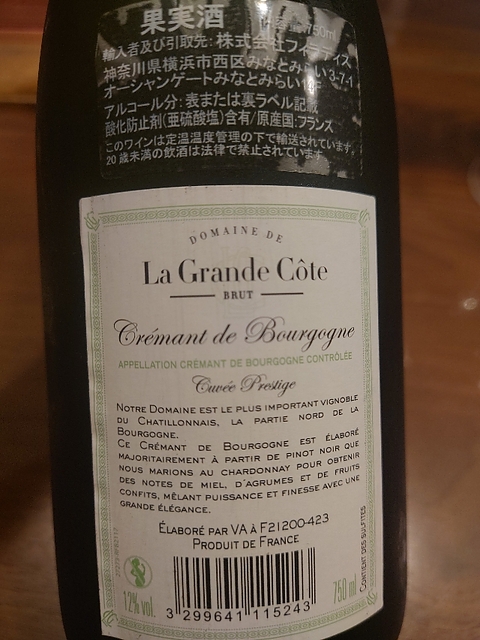 果実酒
内容量 750ml
輸入者及び引取先：株式会社フィラディス
神奈川県横浜市西区みなとみらい3-7-1
オーシャンゲートみなとみらい
アルコール分：表または裏ラベル記載
酸化防止剤(亜硫酸塩)含有/原産国：フランス
このワインは定温温度管理の下で輸送されています。
20歳未満の飲酒は法律で禁止されています
DOMAINE DE
La Grande Côte
BRUT
Crémant de Bourgogne
APPELLATION CRÉMANT DE BOURGOGNE CONTRÔLÉE
Cuvée Prestige
NOTRE DOMAINE EST LE PLUS IMPORTANT VIGNOBLE
DU CHATILLONNAIS, LA PARTIE NORD DE LA
BOURGOGNE.
CE CRÉMANT DE BOURGOGNE EST ÉLABORÉ
MAJORITAIREMENT À PARTIR DE PINOT NOIR QUE
NOUS MARIONS AU CHARDONNAY POUR OBTENIR
DES NOTES DE MIEL, D'AGRUMES ET DE FRUITS
CONFITS, MÊLANT PUISSANCE ET FINESSE AVEC UNE
GRANDE ÉLÉGANCE.
ÉLABORÉ PAR VA À F21200-423
PRODUIT DE FRANCE
CONTIENT DES SULFITES
12% vol.
750 ml
3 299641 115243